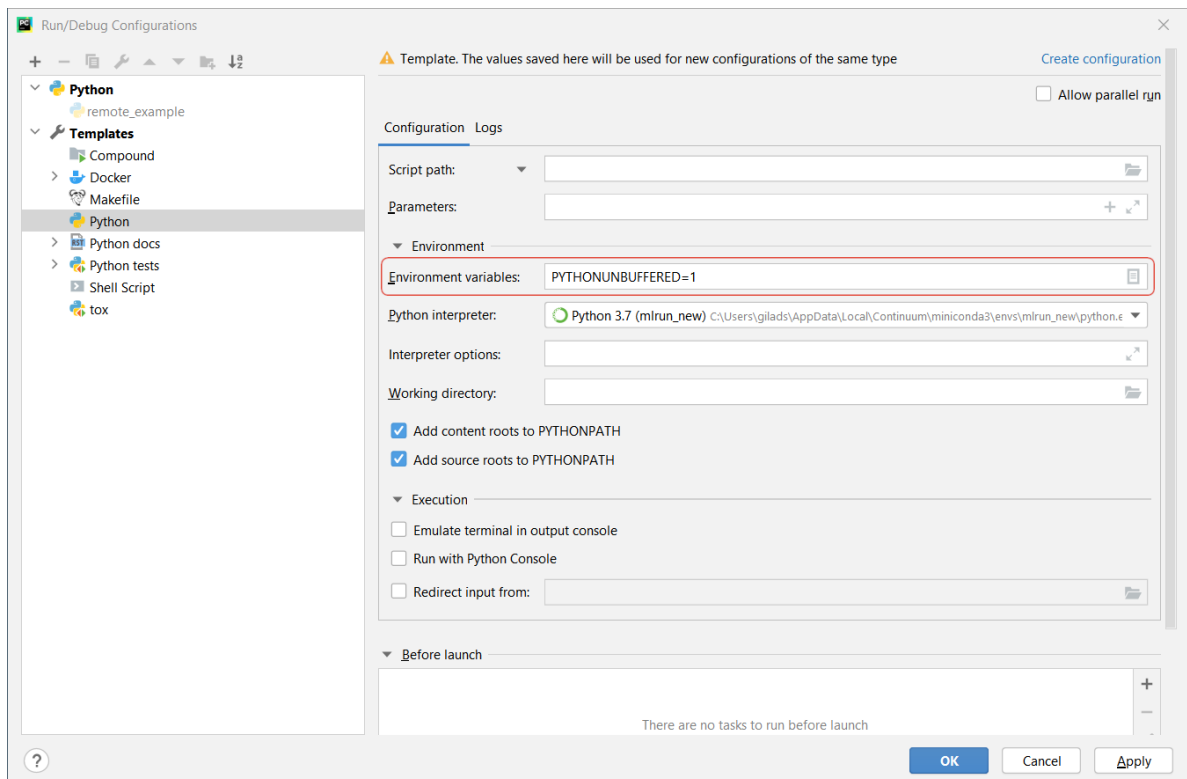 PC Run/Debug Configurations
Python
remote_example
Templates
Compound
Docker
Makefile
Python
RST Python docs
Python tests
Shell Script
tox
Template. The values saved here will be used for new configurations of the same type
Create configuration
Allow parallel run
Configuration Logs
Script path:
Parameters:
Environment
Environment variables: PYTHONUNBUFFERED=1
Python interpreter: Python 3.7 (mlrun_new) C:\Users\gilads\AppData\Local\Continuum\miniconda3\envs\mlrun_new\python.e
Interpreter options:
Working directory:
Add content roots to PYTHONPATH
Add source roots to PYTHONPATH
Execution
Emulate terminal in output console
Run with Python Console
Redirect input from:
Before launch
There are no tasks to run before launch
? OK Cancel Apply